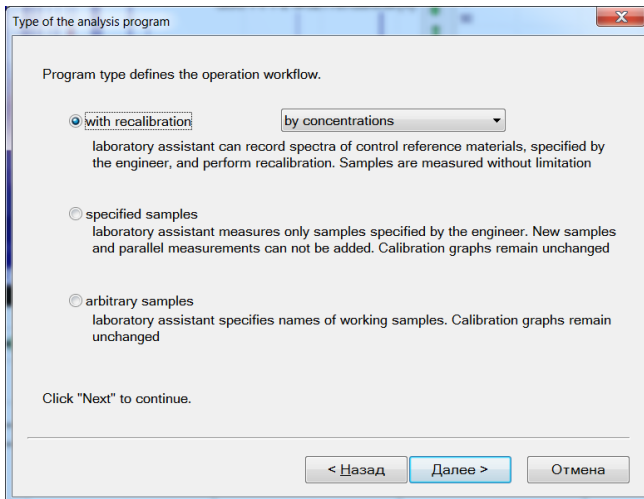 Type of the analysis program
Program type defines the operation workflow.
with recalibration
by concentrations
laboratory assistant can record spectra of control reference materials, specified by
the engineer, and perform recalibration. Samples are measured without limitation
specified samples
laboratory assistant measures only samples specified by the engineer. New samples
and parallel measurements can not be added. Calibration graphs remain unchanged
arbitrary samples
laboratory assistant specifies names of working samples. Calibration graphs remain
unchanged
Click "Next" to continue.
< Назад
Далее >
Отмена